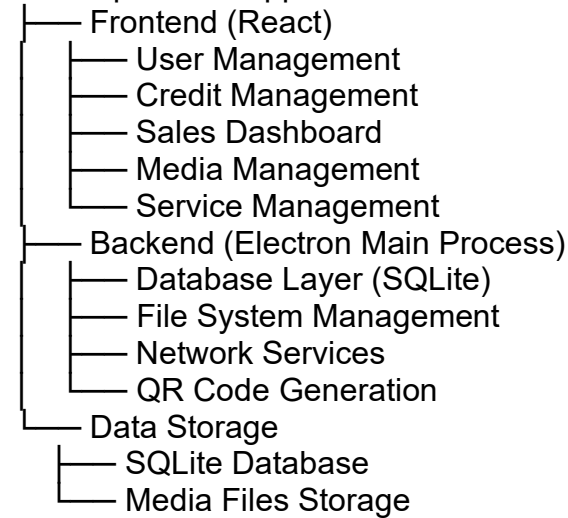 ├── Frontend (React)
│   ├── User Management
│   ├── Credit Management
│   ├── Sales Dashboard
│   ├── Media Management
│   └── Service Management
├── Backend (Electron Main Process)
│   ├── Database Layer (SQLite)
│   ├── File System Management
│   ├── Network Services
│   └── QR Code Generation
└── Data Storage
    ├── SQLite Database
    └── Media Files Storage